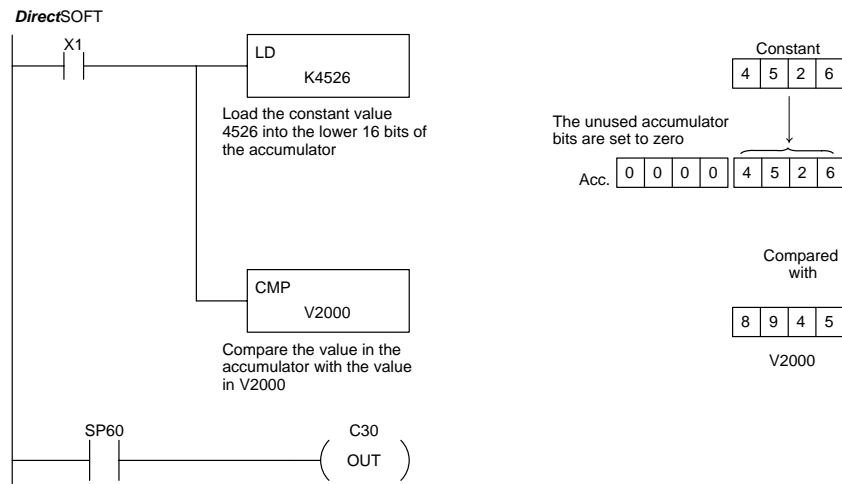 DirectSOFT
X1
LD
K4526
Load the constant value
4526 into the lower 16 bits of
the accumulator
CMP
V2000
Compare the value in the
accumulator with the value
in V2000
SP60
C30
OUT
Constant
4 5 2 6
The unused accumulator
bits are set to zero
Acc. 0 0 0 0 4 5 2 6
Compared
with
8 9 4 5
V2000